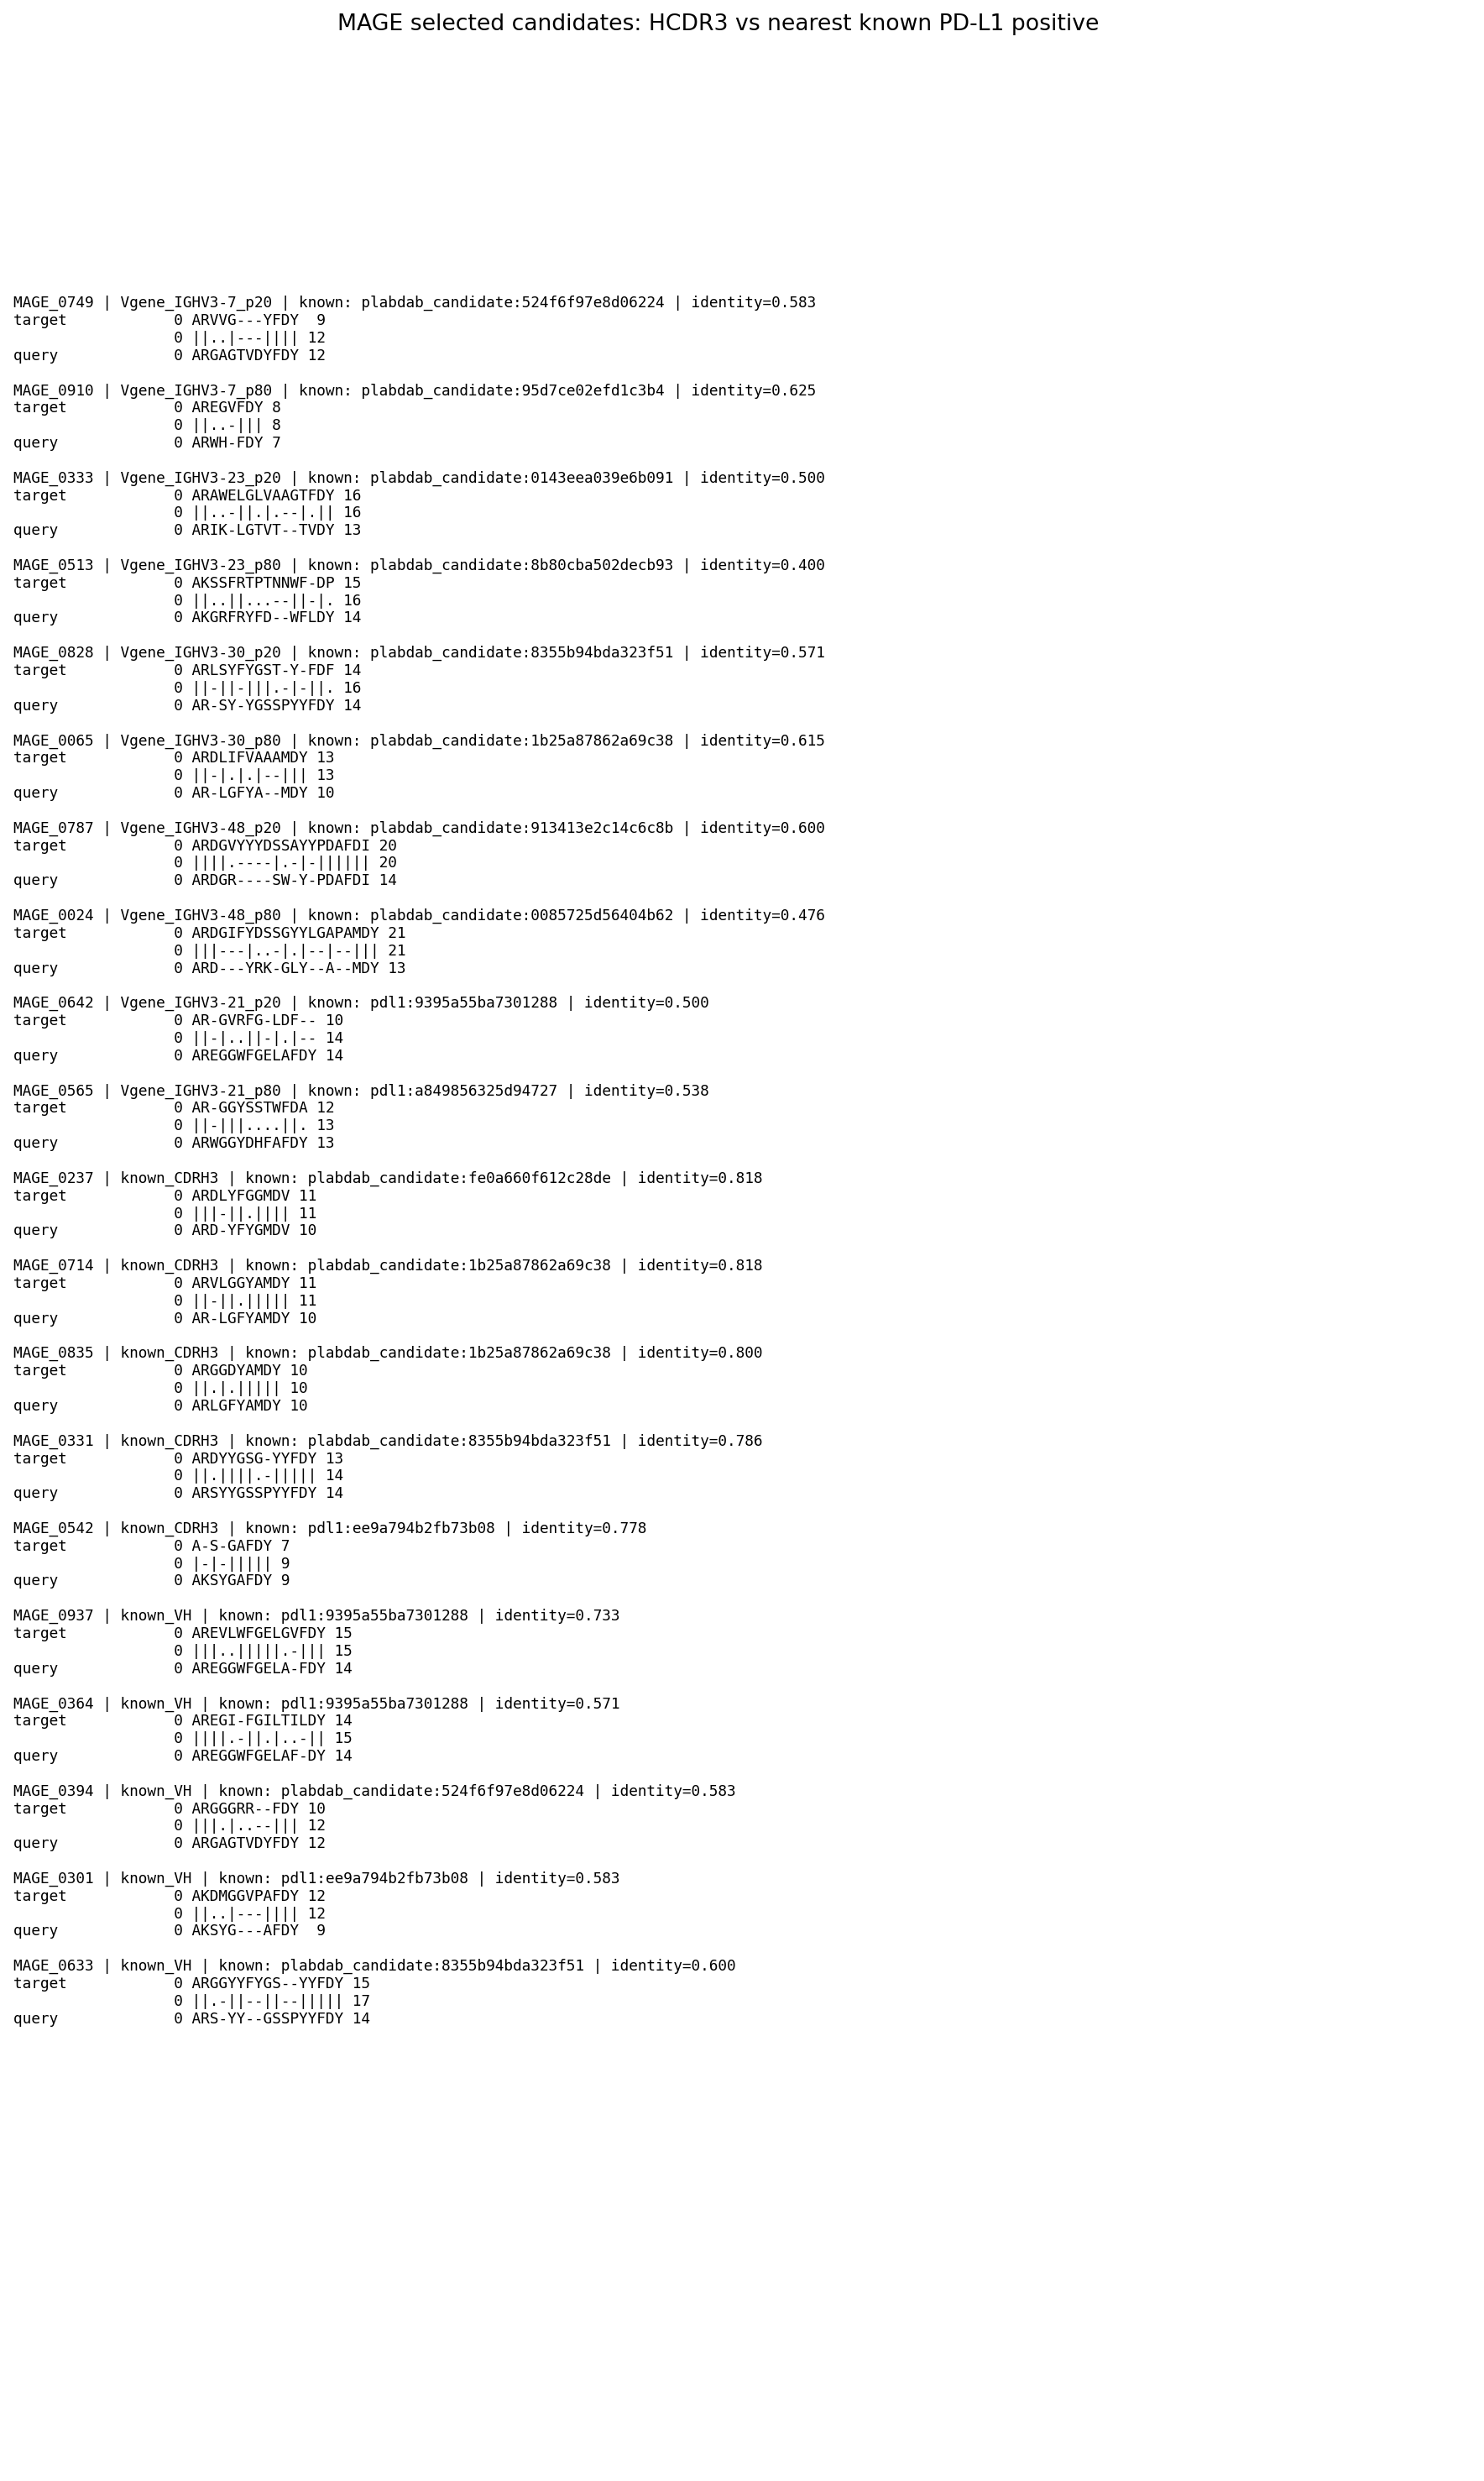 MAGE selected candidates: HCDR3 vs nearest known PD-L1 positive
MAGE_0749 | Vgene_IGHV3-7_p20 | known: plabdab_candidate:524f6f97e8d06224 | identity=0.583
target            0 ARVVG---YFDY  9
                  0 ||..|---|||| 12
query             0 ARGAGTVDYFDY 12
MAGE_0910 | Vgene_IGHV3-7_p80 | known: plabdab_candidate:95d7ce02efd1c3b4 | identity=0.625
target            0 AREGVFDY 8
                  0 ||..-||| 8
query             0 ARWH-FDY 7
MAGE_0333 | Vgene_IGHV3-23_p20 | known: plabdab_candidate:0143eea039e6b091 | identity=0.500
target            0 ARAWELGLVAAGTFDY 16
                  0 ||..-||.|.--|.|| 16
query             0 ARIK-LGTVT--TVDY 13
MAGE_0513 | Vgene_IGHV3-23_p80 | known: plabdab_candidate:8b80cba502decb93 | identity=0.400
target            0 AKSSFRTPTNNWF-DP 15
                  0 ||..||...--||-|. 16
query             0 AKGRFRYFD--WFLDY 14
MAGE_0828 | Vgene_IGHV3-30_p20 | known: plabdab_candidate:8355b94bda323f51 | identity=0.571
target            0 ARLSYFYGST-Y-FDF 14
                  0 ||-||-|||.-|-||. 16
query             0 AR-SY-YGSSPYYFDY 14
MAGE_0065 | Vgene_IGHV3-30_p80 | known: plabdab_candidate:1b25a87862a69c38 | identity=0.615
target            0 ARDLIFVAAAMDY 13
                  0 ||-|.|.|--||| 13
query             0 AR-LGFYA--MDY 10
MAGE_0787 | Vgene_IGHV3-48_p20 | known: plabdab_candidate:913413e2c14c6c8b | identity=0.600
target            0 ARDGVYYYDSSAYYPDAFDI 20
                  0 ||||.----|.-|-|||||| 20
query             0 ARDGR----SW-Y-PDAFDI 14
MAGE_0024 | Vgene_IGHV3-48_p80 | known: plabdab_candidate:0085725d56404b62 | identity=0.476
target            0 ARDGIFYDSSGYYLGAPAMDY 21
                  0 |||---|..-|.|--|--||| 21
query             0 ARD---YRK-GLY--A--MDY 13
MAGE_0642 | Vgene_IGHV3-21_p20 | known: pdl1:9395a55ba7301288 | identity=0.500
target            0 AR-GVRFG-LDF-- 10
                  0 ||-|..||-|.|-- 14
query             0 AREGGWFGELAFDY 14
MAGE_0565 | Vgene_IGHV3-21_p80 | known: pdl1:a849856325d94727 | identity=0.538
target            0 AR-GGYSSTWFDA 12
                  0 ||-|||....||. 13
query             0 ARWGGYDHFAFDY 13
MAGE_0237 | known_CDRH3 | known: plabdab_candidate:fe0a660f612c28de | identity=0.818
target            0 ARDLYFGGMDV 11
                  0 |||-||.|||| 11
query             0 ARD-YFYGMDV 10
MAGE_0714 | known_CDRH3 | known: plabdab_candidate:1b25a87862a69c38 | identity=0.818
target            0 ARVLGGYAMDY 11
                  0 ||-||.||||| 11
query             0 AR-LGFYAMDY 10
MAGE_0835 | known_CDRH3 | known: plabdab_candidate:1b25a87862a69c38 | identity=0.800
target            0 ARGGDYAMDY 10
                  0 ||.|.||||| 10
query             0 ARLGFYAMDY 10
MAGE_0331 | known_CDRH3 | known: plabdab_candidate:8355b94bda323f51 | identity=0.786
target            0 ARDYYGSG-YYFDY 13
                  0 ||.||||.-||||| 14
query             0 ARSYYGSSPYYFDY 14
MAGE_0542 | known_CDRH3 | known: pdl1:ee9a794b2fb73b08 | identity=0.778
target            0 A-S-GAFDY 7
                  0 |-|-||||| 9
query             0 AKSYGAFDY 9
MAGE_0937 | known_VH | known: pdl1:9395a55ba7301288 | identity=0.733
target            0 AREVLWFGELGVFDY 15
                  0 |||..|||||.-||| 15
query             0 AREGGWFGELA-FDY 14
MAGE_0364 | known_VH | known: pdl1:9395a55ba7301288 | identity=0.571
target            0 AREGI-FGILTILDY 14
                  0 ||||.-||.|..-|| 15
query             0 AREGGWFGELAF-DY 14
MAGE_0394 | known_VH | known: plabdab_candidate:524f6f97e8d06224 | identity=0.583
target            0 ARGGGRR--FDY 10
                  0 |||.|..--||| 12
query             0 ARGAGTVDYFDY 12
MAGE_0301 | known_VH | known: pdl1:ee9a794b2fb73b08 | identity=0.583
target            0 AKDMGGVPAFDY 12
                  0 ||..|---|||| 12
query             0 AKSYG---AFDY  9
MAGE_0633 | known_VH | known: plabdab_candidate:8355b94bda323f51 | identity=0.600
target            0 ARGGYYFYGS--YYFDY 15
                  0 ||.-||--||--||||| 17
query             0 ARS-YY--GSSPYYFDY 14